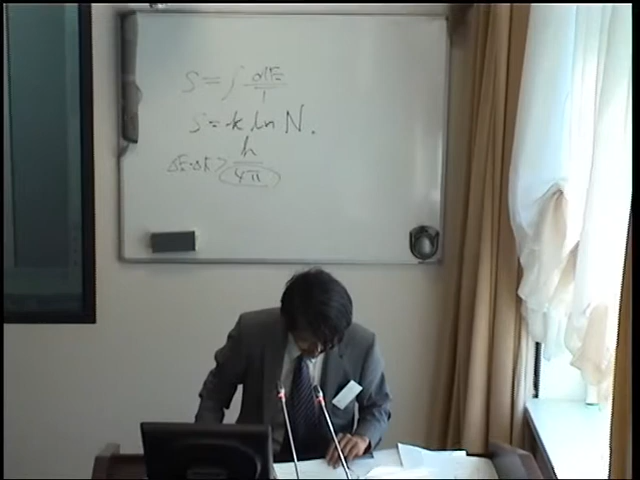 S = ∫ dE/T
S = k ln N.
ΔE·Δt > h/4π